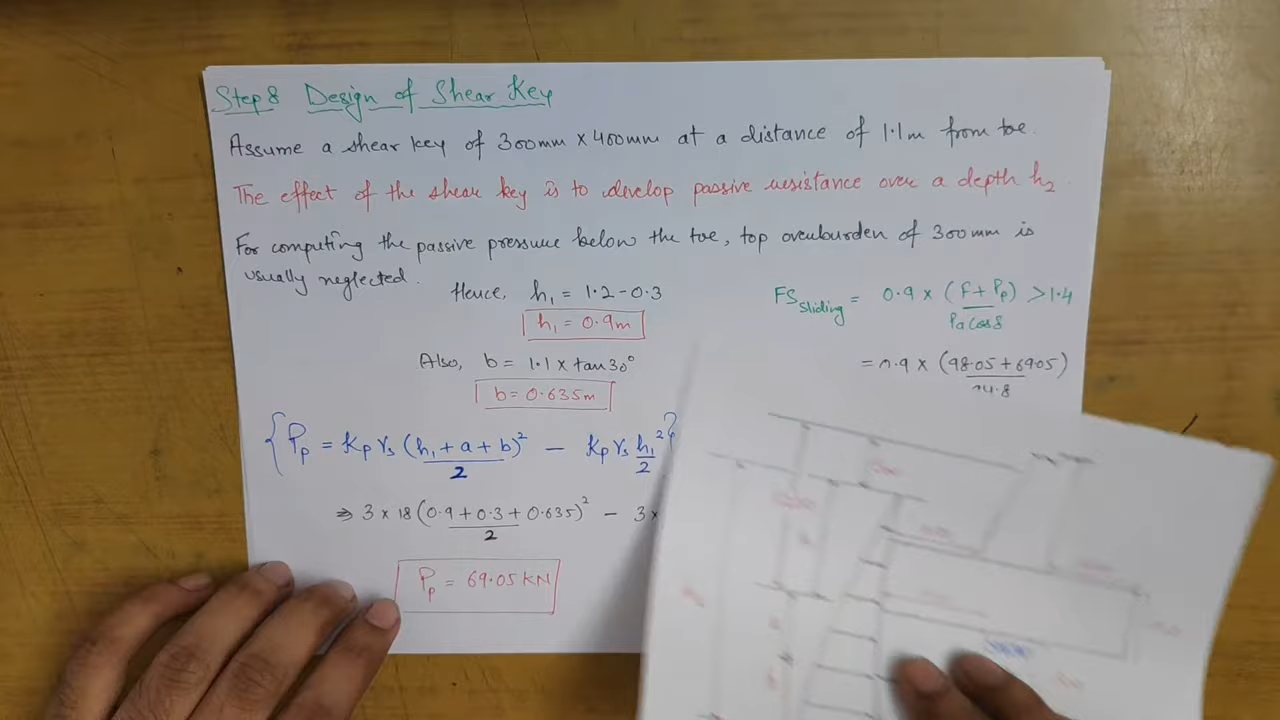 Step 8 Design of Shear Key
Assume a shear key of 300mm × 400mm at a distance of 1.1m from toe.
The effect of the shear key is to develop passive resistance over a depth h₂
For computing the passive pressure below the toe, top overburden of 300mm is
usually neglected.
Hence, h₁ = 1.2 - 0.3
h₁ = 0.9m
Also, b = 1.1 × tan 30°
b = 0.635m
{Pp = Kp γs (h₁ + a + b)²/2 − Kp γs h₁²/2}
⇒ 3 × 18 (0.9 + 0.3 + 0.635)²/2 − 3 ×
Pp = 69.05 KN
FS Sliding = 0.9 × (F + Pp)/Pa Cos δ > 1.4
= 0.9 × (98.05 + 69.05)